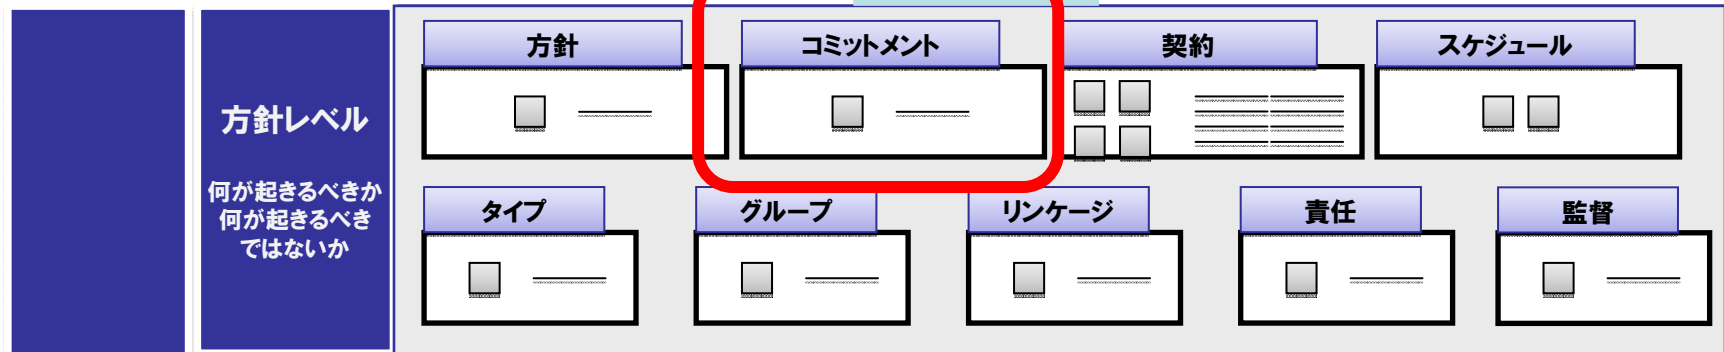 方針レベル
何が起きるべきか
何が起きるべき
ではないか
方針
コミットメント
契約
スケジュール
タイプ
グループ
リンケージ
責任
監督